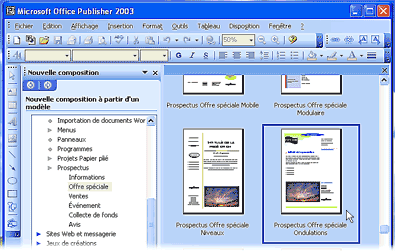 Microsoft Office Publisher 2003
Fichier Edition Affichage Insertion Format Outils Tableau Disposition Fenêtre ?
50%
G I S
Nouvelle composition
Nouvelle composition à partir d'un
modèle
Importation de documents Wor
Menus
Panneaux
Programmes
Projets Papier plié
Prospectus
Informations
Offre spéciale
Ventes
Événement
Collecte de fonds
Avis
Sites Web et messagerie
Jeux de créations
Prospectus Offre spéciale Mobile
Prospectus Offre spéciale
Modulaire
Prospectus Offre spéciale
Niveaux
Prospectus Offre spéciale
Ondulations